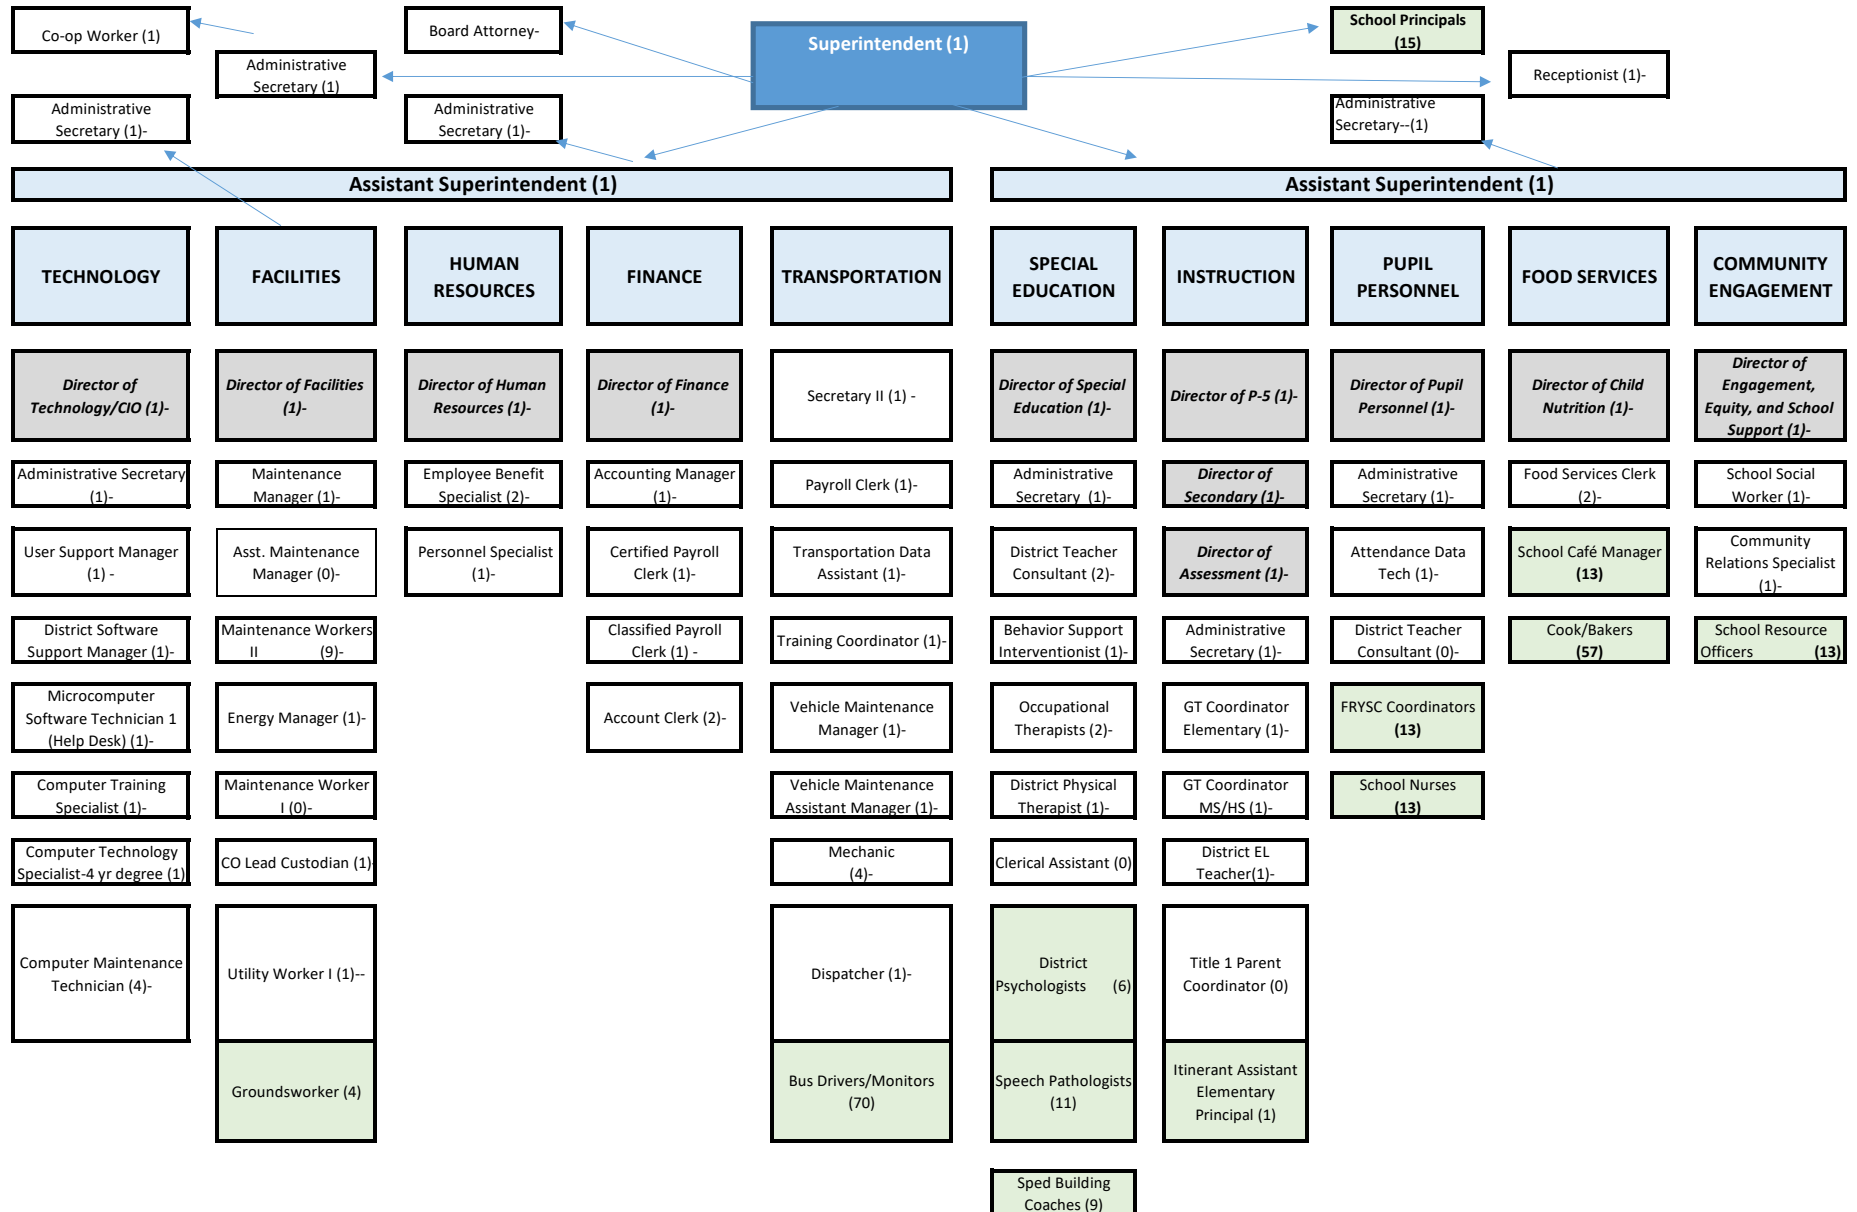 Co-op Worker (1)
Board Attorney-
Superintendent (1)
School Principals
(15)
Administrative
Secretary (1)
Receptionist (1)-
Administrative
Secretary (1)-
Administrative
Secretary (1)-
Administrative
Secretary--(1)
Assistant Superintendent (1)
Assistant Superintendent (1)
TECHNOLOGY
FACILITIES
HUMAN
RESOURCES
FINANCE
TRANSPORTATION
SPECIAL
EDUCATION
INSTRUCTION
PUPIL
PERSONNEL
FOOD SERVICES
COMMUNITY
ENGAGEMENT
Director of
Technology/CIO (1)-
Director of Facilities
(1)-
Director of Human
Resources (1)-
Director of Finance
(1)-
Secretary II (1) -
Director of Special
Education (1)-
Director of P-5 (1)-
Director of Pupil
Personnel (1)-
Director of Child
Nutrition (1)-
Director of
Engagement,
Equity, and School
Support (1)-
Administrative Secretary
(1)-
Maintenance
Manager (1)-
Employee Benefit
Specialist (2)-
Accounting Manager
(1)-
Payroll Clerk (1)-
Administrative
Secretary  (1)-
Director of
Secondary (1)-
Administrative
Secretary (1)-
Food Services Clerk
(2)-
School Social
Worker (1)-
User Support Manager
(1) -
Asst. Maintenance
Manager (0)-
Personnel Specialist
(1)-
Certified Payroll
Clerk (1)-
Transportation Data
Assistant (1)-
District Teacher
Consultant (2)-
Director of
Assessment (1)-
Attendance Data
Tech (1)-
School Café Manager
(13)
Community
Relations Specialist
(1)-
District Software
Support Manager (1)-
Maintenance Workers
II (9)-
Classified Payroll
Clerk (1) -
Training Coordinator (1)-
Behavior Support
Interventionist (1)-
Administrative
Secretary (1)-
District Teacher
Consultant (0)-
Cook/Bakers
(57)
School Resource
Officers (13)
Microcomputer
Software Technician 1
(Help Desk) (1)-
Energy Manager (1)-
Account Clerk (2)-
Vehicle Maintenance
Manager (1)-
Occupational
Therapists (2)-
GT Coordinator
Elementary (1)-
FRYSC Coordinators
(13)
Computer Training
Specialist (1)-
Maintenance Worker
I (0)-
Vehicle Maintenance
Assistant Manager (1)-
District Physical
Therapist (1)-
GT Coordinator
MS/HS (1)-
School Nurses
(13)
Computer Technology
Specialist-4 yr degree (1)
CO Lead Custodian (1)-
Mechanic
(4)-
Clerical Assistant (0)
District EL
Teacher(1)-
Computer Maintenance
Technician (4)-
Utility Worker I (1)--
Dispatcher (1)-
District
Psychologists (6)
Title 1 Parent
Coordinator (0)
Groundsworker (4)
Bus Drivers/Monitors
(70)
Speech Pathologists
(11)
Itinerant Assistant
Elementary
Principal (1)
Sped Building
Coaches (9)